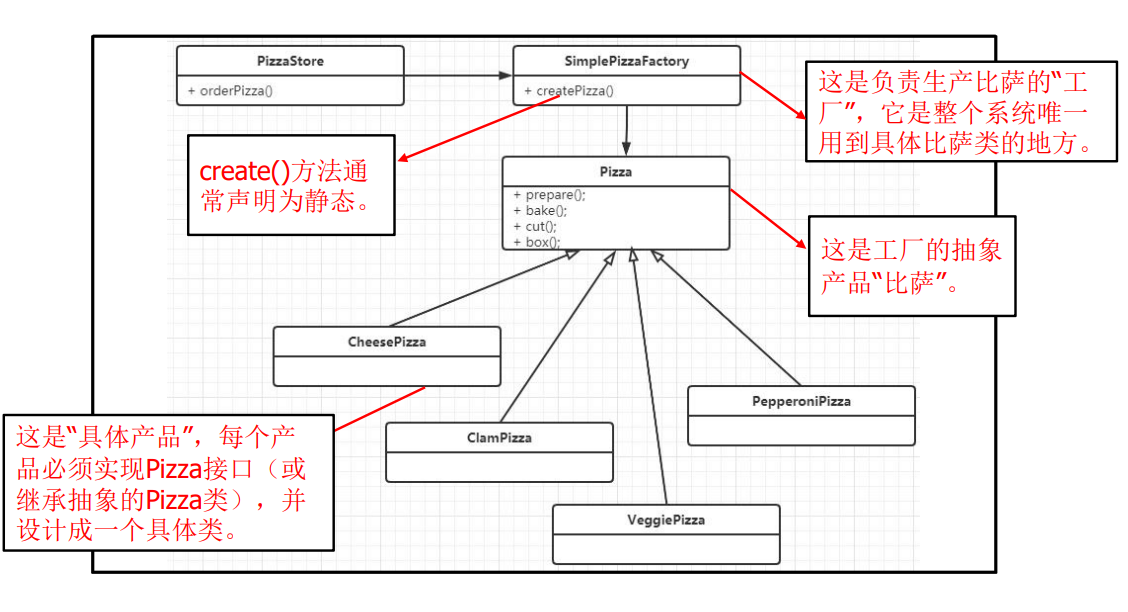 PizzaStore
+ orderPizza()
SimplePizzaFactory
+ createPizza()
这是负责生产比萨的“工
厂”，它是整个系统唯一
用到具体比萨类的地方。
create()方法通
常声明为静态。
Pizza
+ prepare();
+ bake();
+ cut();
+ box();
这是工厂的抽象
产品“比萨”。
CheesePizza
PepperoniPizza
这是“具体产品”，每个产
品必须实现Pizza接口（或
继承抽象的Pizza类），并
设计成一个具体类。
ClamPizza
VeggiePizza